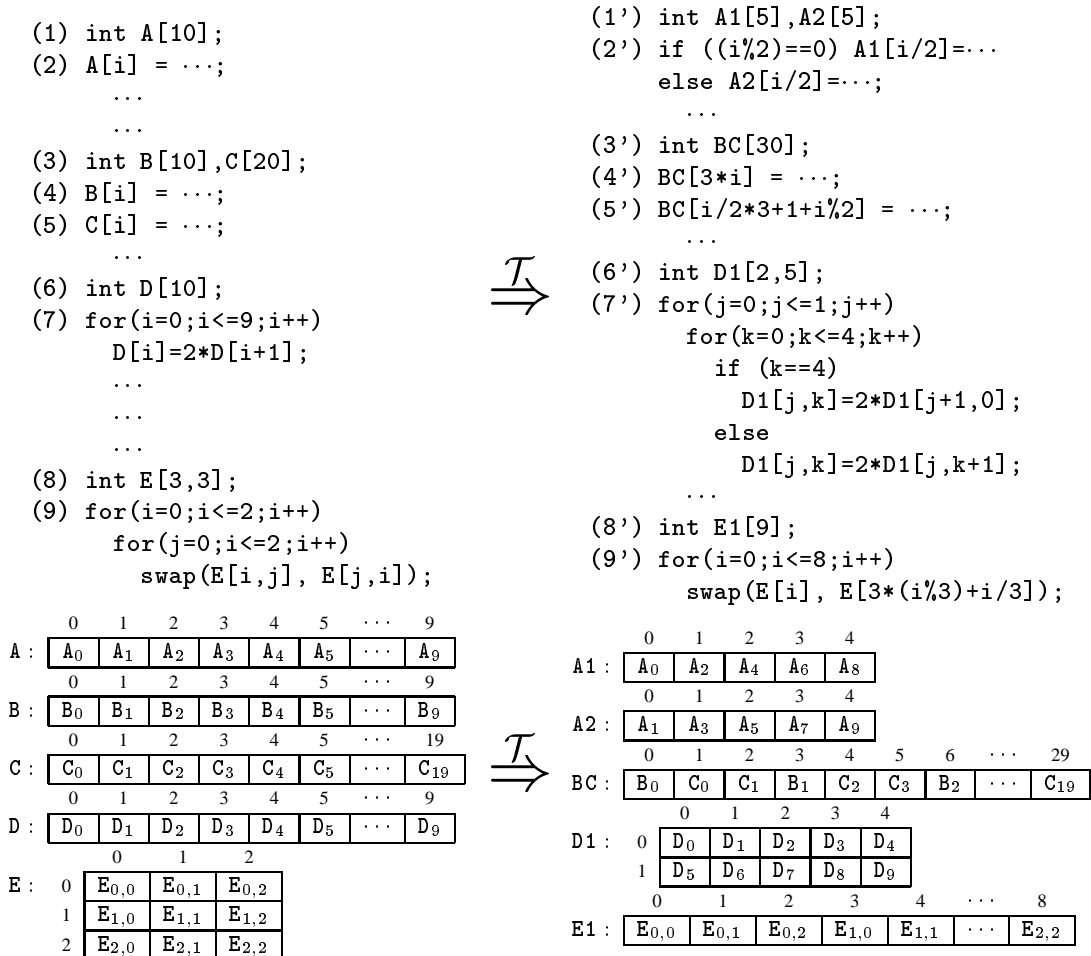 (1) int A[10];
(2) A[i] = ···;
...
...
(3) int B[10],C[20];
(4) B[i] = ···;
(5) C[i] = ···;
...
(6) int D[10];
(7) for(i=0;i<=9;i++)
D[i]=2*D[i+1];
...
...
...
(8) int E[3,3];
(9) for(i=0;i<=2;i++)
for(j=0;i<=2;i++)
swap(E[i,j], E[j,i]);
T
⟹
(1') int A1[5],A2[5];
(2') if ((i%2)==0) A1[i/2]=···
else A2[i/2]=···;
...
(3') int BC[30];
(4') BC[3*i] = ···;
(5') BC[i/2*3+1+i%2] = ···;
...
(6') int D1[2,5];
(7') for(j=0;j<=1;j++)
for(k=0;k<=4;k++)
if (k==4)
D1[j,k]=2*D1[j+1,0];
else
D1[j,k]=2*D1[j,k+1];
...
(8') int E1[9];
(9') for(i=0;i<=8;i++)
swap(E[i], E[3*(i%3)+i/3]);
0 1 2 3 4 5 ··· 9
A : A₀ A₁ A₂ A₃ A₄ A₅ ··· A₉
0 1 2 3 4 5 ··· 9
B : B₀ B₁ B₂ B₃ B₄ B₅ ··· B₉
0 1 2 3 4 5 ··· 19
C : C₀ C₁ C₂ C₃ C₄ C₅ ··· C₁₉
0 1 2 3 4 5 ··· 9
D : D₀ D₁ D₂ D₃ D₄ D₅ ··· D₉
0 1 2
E : 0 E₀,₀ E₀,₁ E₀,₂
1 E₁,₀ E₁,₁ E₁,₂
2 E₂,₀ E₂,₁ E₂,₂
T
⟹
0 1 2 3 4
A1 : A₀ A₂ A₄ A₆ A₈
0 1 2 3 4
A2 : A₁ A₃ A₅ A₇ A₉
0 1 2 3 4 5 6 ··· 29
BC : B₀ C₀ C₁ B₁ C₂ C₃ B₂ ··· C₁₉
0 1 2 3 4
D1 : 0 D₀ D₁ D₂ D₃ D₄
1 D₅ D₆ D₇ D₈ D₉
0 1 2 3 4 ··· 8
E1 : E₀,₀ E₀,₁ E₀,₂ E₁,₀ E₁,₁ ··· E₂,₂